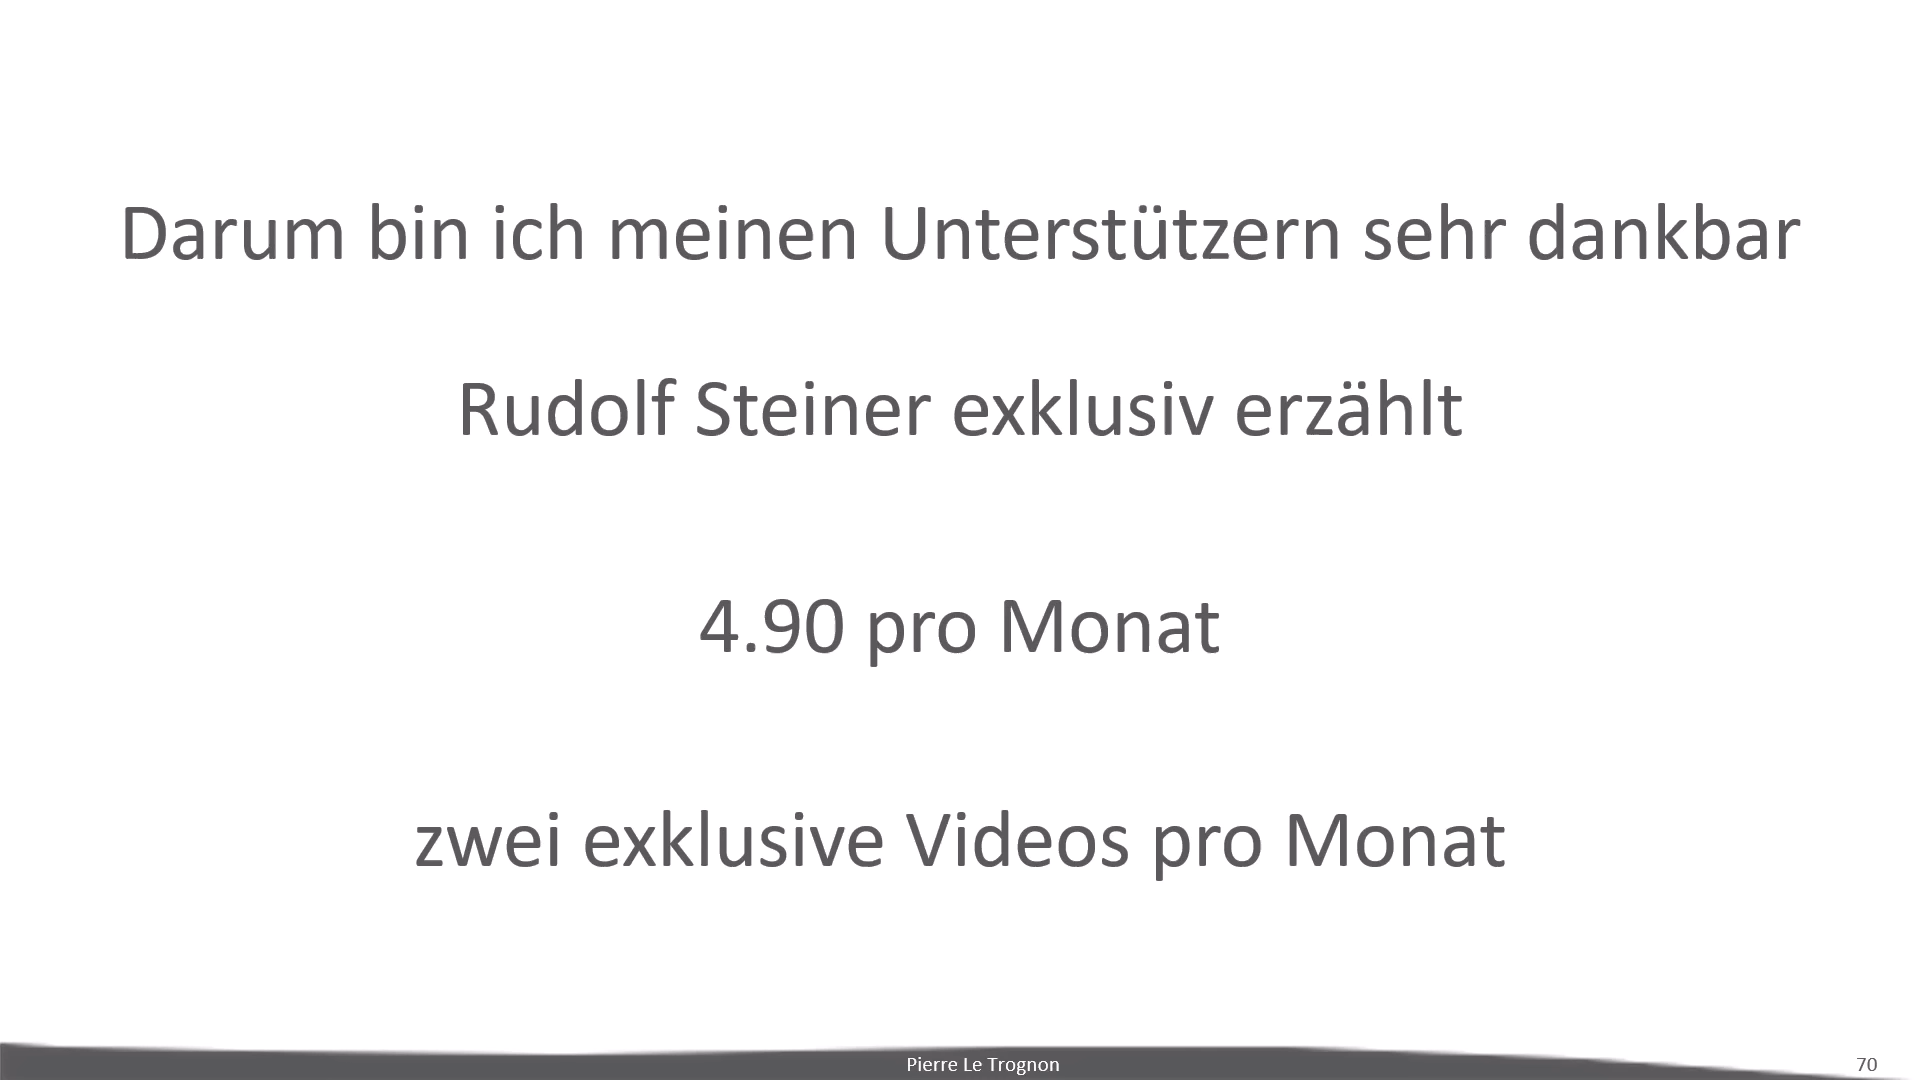 Darum bin ich meinen Unterstützern sehr dankbar
Rudolf Steiner exklusiv erzählt
4.90 pro Monat
zwei exklusive Videos pro Monat
Pierre Le Trognon
70